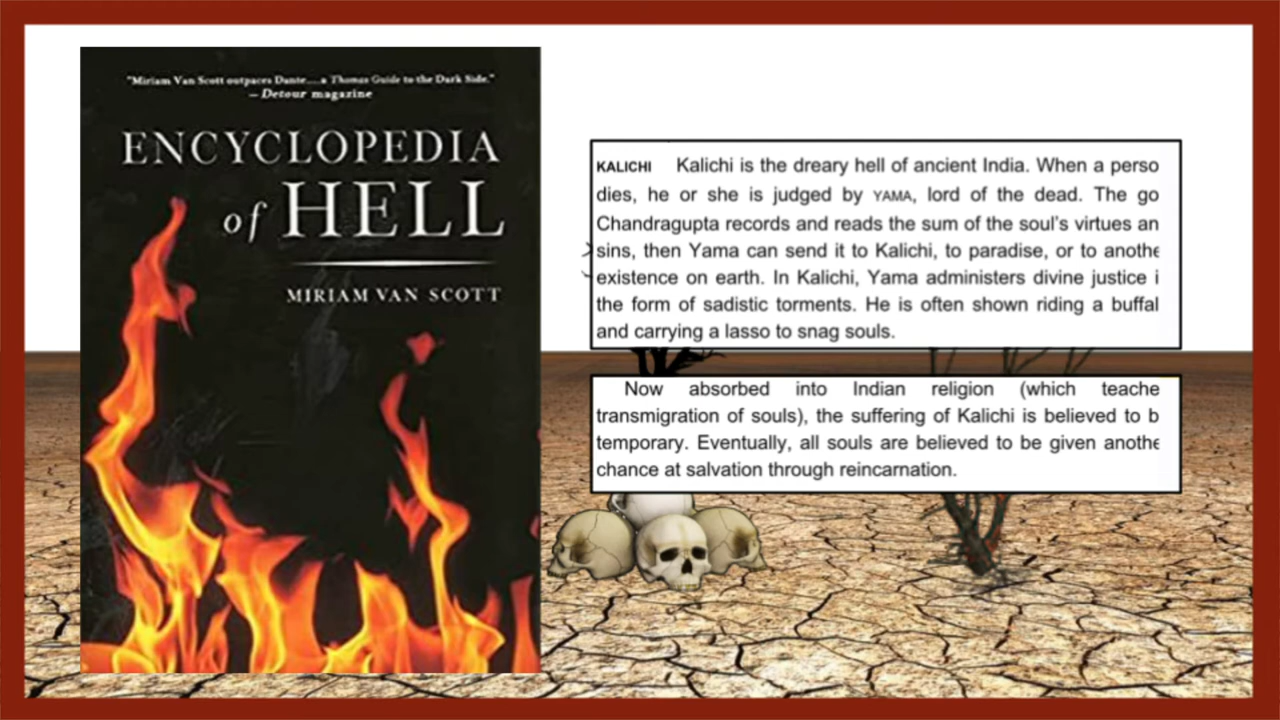 "Miriam Van Scott outpaces Dante....a Thomas Guide to the Dark Side."
— Detour magazine
ENCYCLOPEDIA
of HELL
MIRIAM VAN SCOTT
KALICHI Kalichi is the dreary hell of ancient India. When a perso
dies, he or she is judged by YAMA, lord of the dead. The go
Chandragupta records and reads the sum of the soul's virtues an
sins, then Yama can send it to Kalichi, to paradise, or to anothe
existence on earth. In Kalichi, Yama administers divine justice i
the form of sadistic torments. He is often shown riding a buffal
and carrying a lasso to snag souls.
Now absorbed into Indian religion (which teache
transmigration of souls), the suffering of Kalichi is believed to b
temporary. Eventually, all souls are believed to be given anothe
chance at salvation through reincarnation.